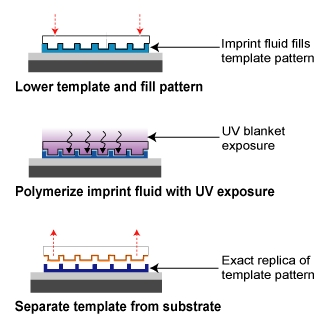 Imprint fluid fills
template pattern
Lower template and fill pattern
UV blanket
exposure
Polymerize imprint fluid with UV exposure
Exact replica of
template pattern
Separate template from substrate